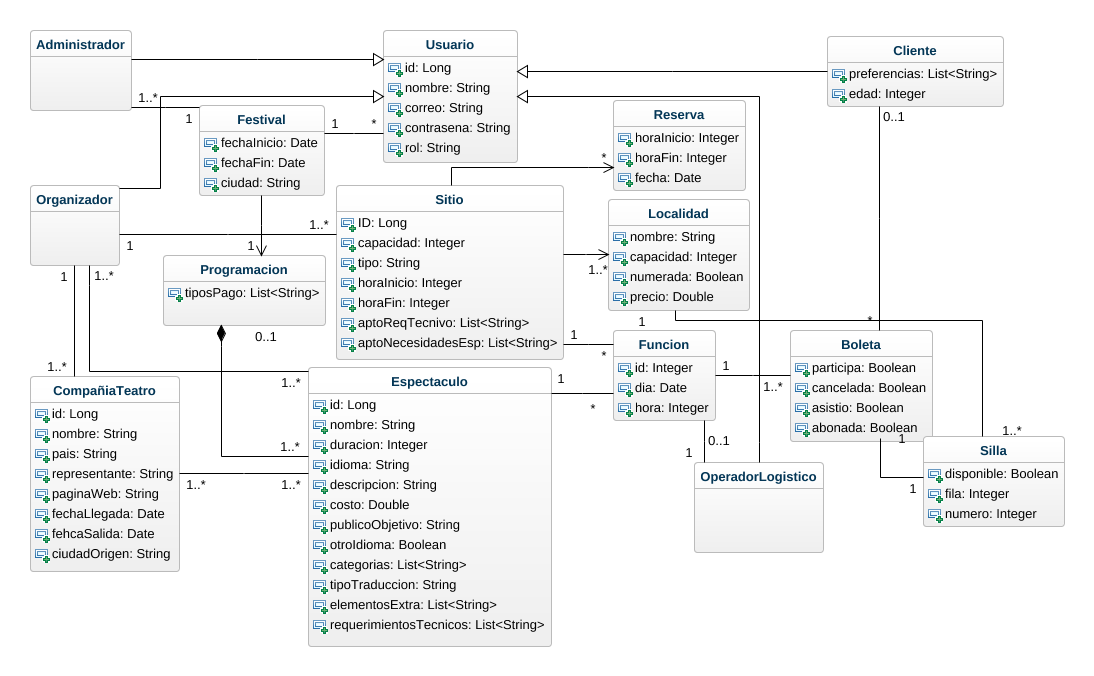 Administrador
1..*
Usuario
id: Long
nombre: String
correo: String
contrasena: String
rol: String
Cliente
preferencias: List<String>
edad: Integer
0..1
1
Festival
fechaInicio: Date
fechaFin: Date
ciudad: String
1
*
Reserva
horaInicio: Integer
horaFin: Integer
fecha: Date
*
Organizador
1
1..*
1
Sitio
ID: Long
capacidad: Integer
tipo: String
horaInicio: Integer
horaFin: Integer
aptoReqTecnivo: List<String>
aptoNecesidadesEsp: List<String>
Localidad
nombre: String
capacidad: Integer
numerada: Boolean
precio: Double
1..*
1
Programacion
tiposPago: List<String>
0..1
1
1..*
1
*
Funcion
id: Integer
dia: Date
hora: Integer
1
1..*
*
Boleta
participa: Boolean
cancelada: Boolean
asistio: Boolean
abonada: Boolean
1
1..*
1..*
CompañiaTeatro
id: Long
nombre: String
pais: String
representante: String
paginaWeb: String
fechaLlegada: Date
fehcaSalida: Date
ciudadOrigen: String
1..*
1..*
1..*
Espectaculo
id: Long
nombre: String
duracion: Integer
idioma: String
descripcion: String
costo: Double
publicoObjetivo: String
otroIdioma: Boolean
categorias: List<String>
tipoTraduccion: String
elementosExtra: List<String>
requerimientosTecnicos: List<String>
1
*
0..1
1
OperadorLogistico
1..*
Silla
disponible: Boolean
fila: Integer
numero: Integer
1